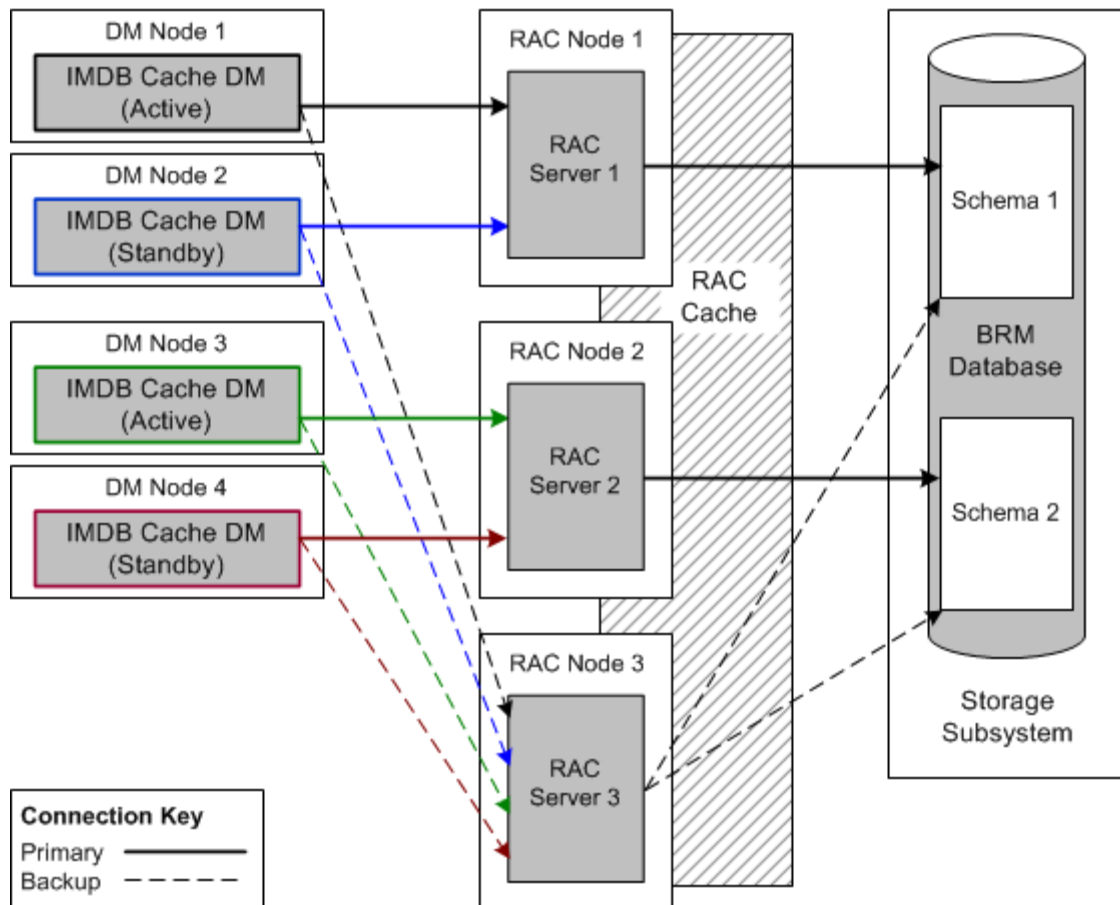 DM Node 1
IMDB Cache DM
(Active)
DM Node 2
IMDB Cache DM
(Standby)
DM Node 3
IMDB Cache DM
(Active)
DM Node 4
IMDB Cache DM
(Standby)
RAC Node 1
RAC
Server 1
RAC Node 2
RAC
Server 2
RAC Node 3
RAC
Server 3
RAC
Cache
Schema 1
BRM
Database
Schema 2
Storage
Subsystem
Connection Key
Primary
Backup